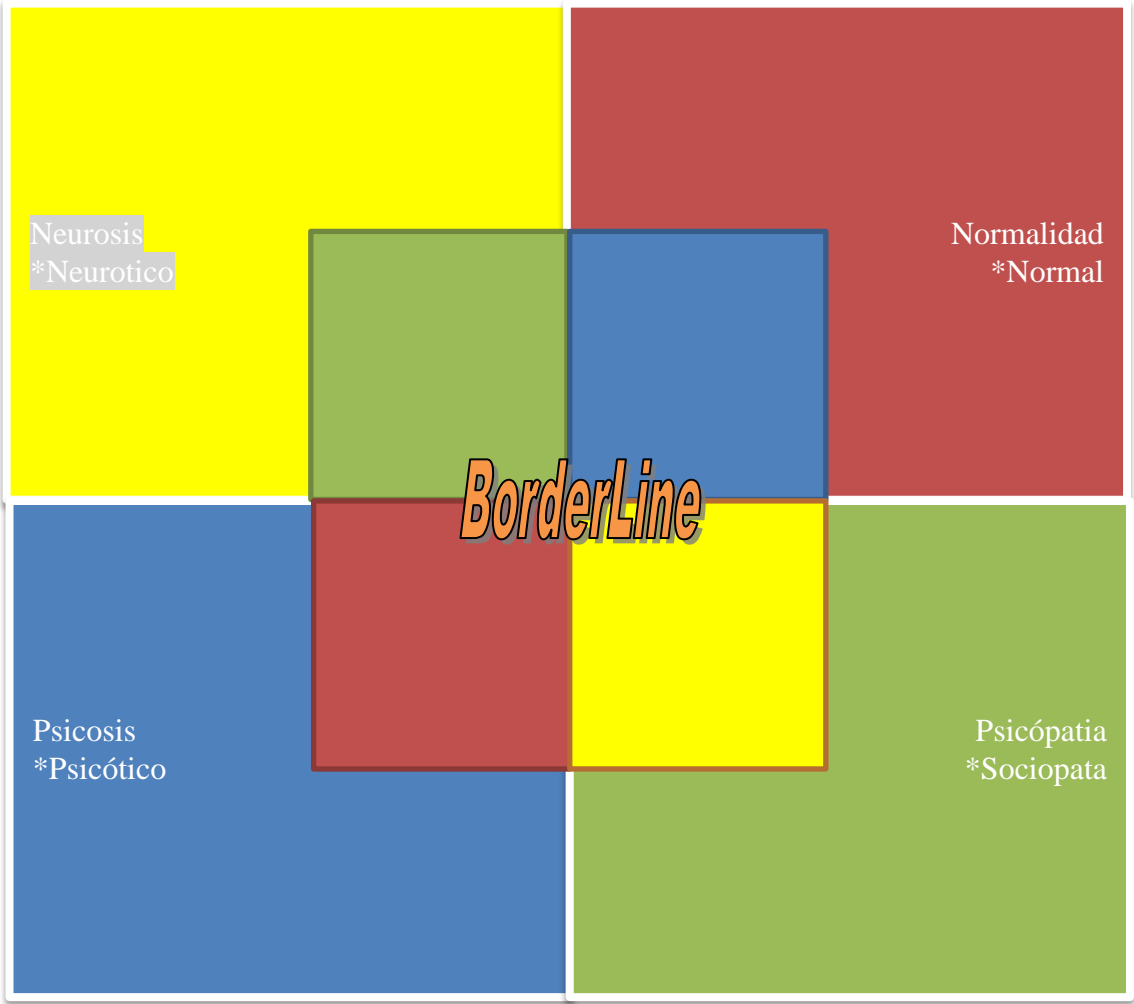 Neurosis
*Neurotico
Normalidad
*Normal
BorderLine
Psicosis
*Psicótico
Psicópatia
*Sociopata